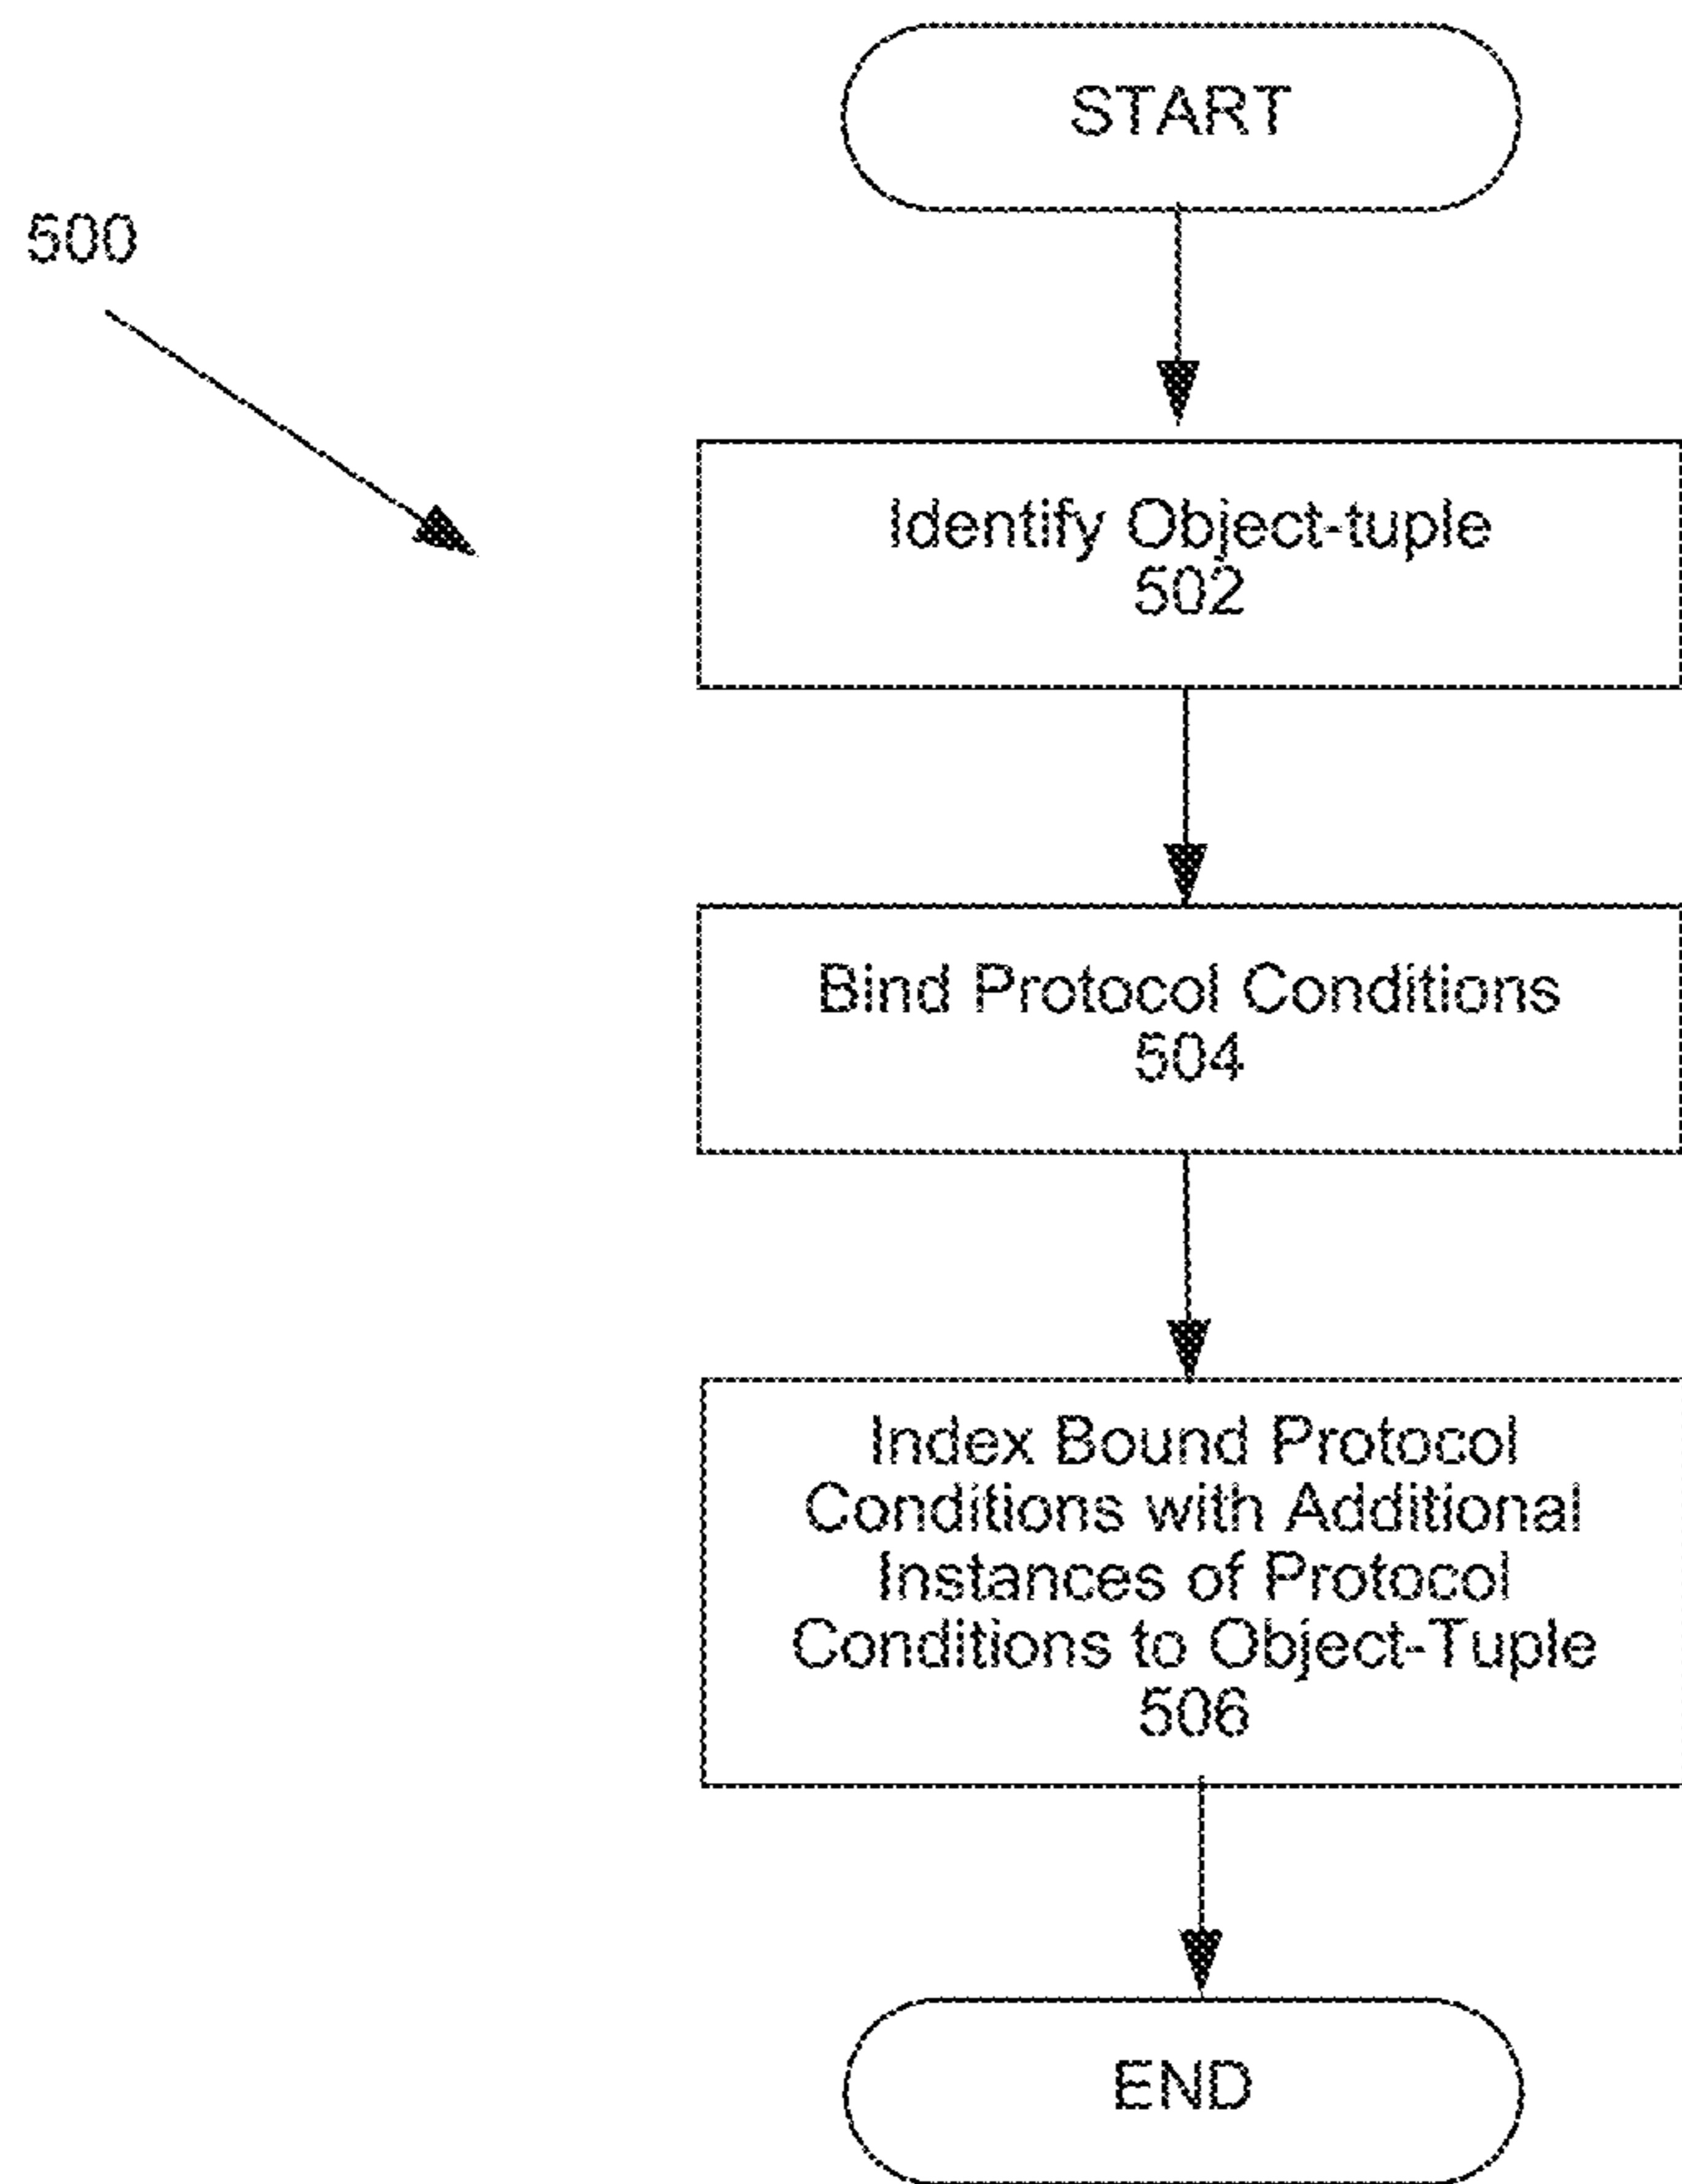 START
500
Identify Object-tuple
502
Bind Protocol Conditions
504
Index Bound Protocol
Conditions with Additional
Instances of Protocol
Conditions to Object-Tuple
506
END